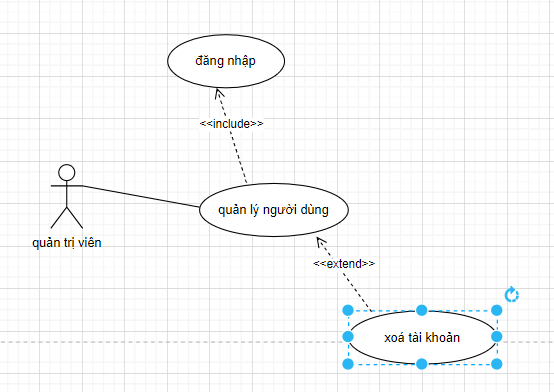 đăng nhập
<<include>>
quản lý người dùng
quản trị viên
<<extend>>
xoá tài khoản